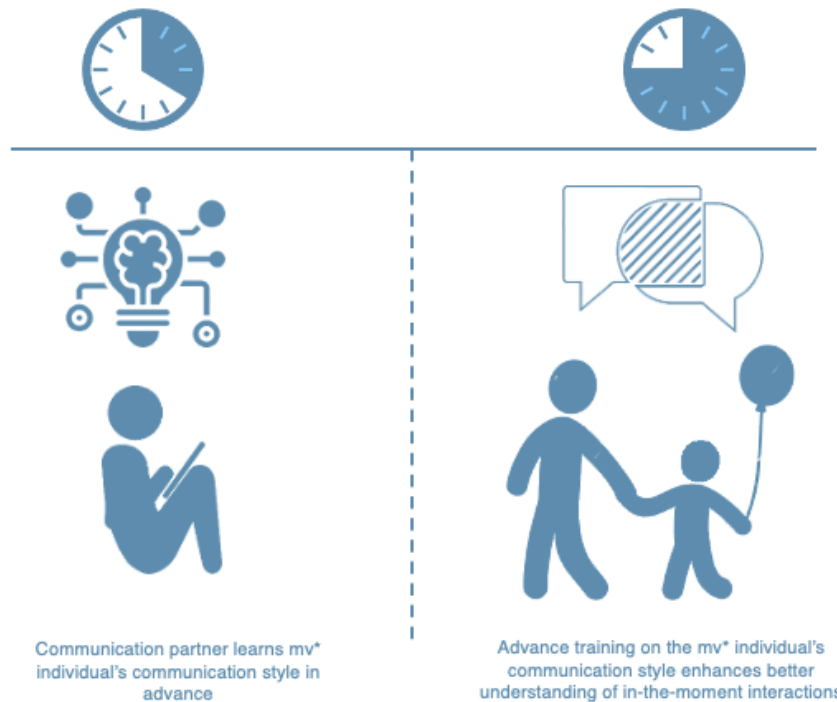 Communication partner learns mv*
individual's communication style in
advance
Advance training on the mv* individual's
communication style enhances better
understanding of in-the-moment interactions